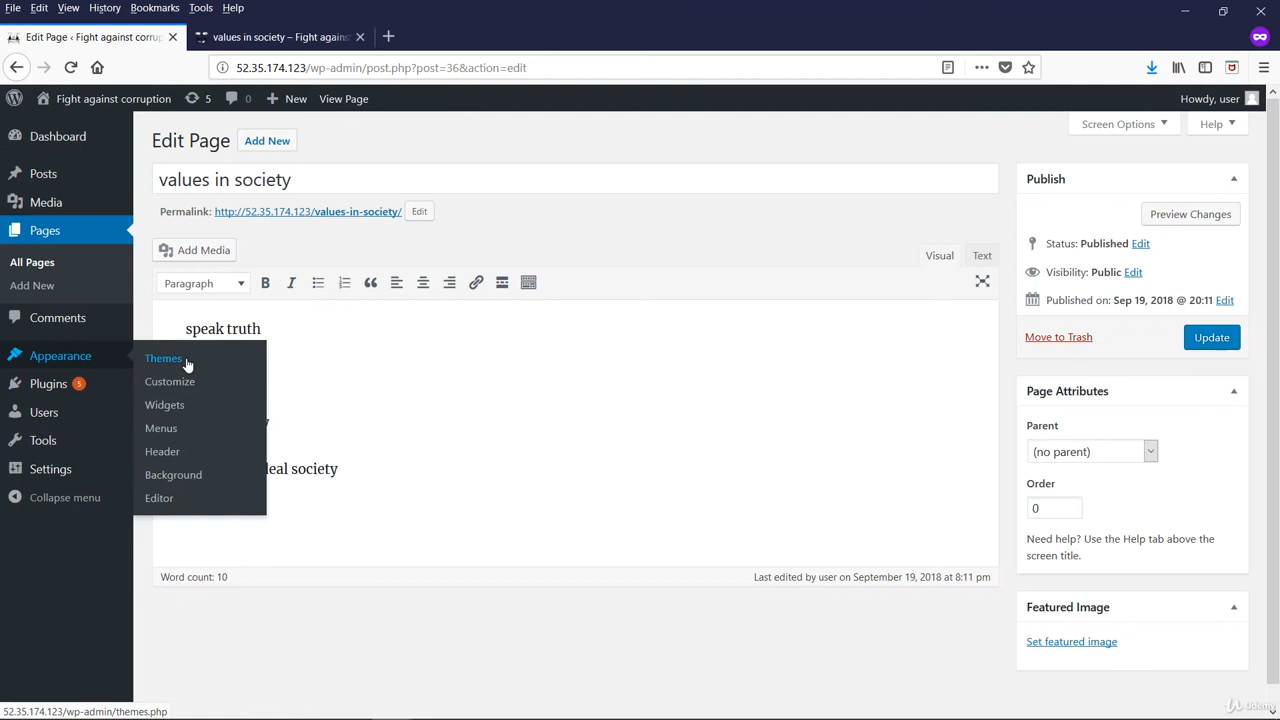 File Edit View History Bookmarks Tools Help
Edit Page ‹ Fight against corrup
values in society – Fight agains
52.35.174.123/wp-admin/post.php?post=36&action=edit
Fight against corruption 5 0 New View Page Howdy, user
Dashboard
Posts
Media
Pages
All Pages
Add New
Comments
Appearance
Plugins 5
Users
Tools
Settings
Collapse menu
Themes
Customize
Widgets
Menus
Header
Background
Editor
Screen Options Help
Edit Page Add New
values in society
Permalink: http://52.35.174.123/values-in-society/ Edit
Add Media
Visual Text
Paragraph
speak truth
eal society
Word count: 10 Last edited by user on September 19, 2018 at 8:11 pm
Publish
Preview Changes
Status: Published Edit
Visibility: Public Edit
Published on: Sep 19, 2018 @ 20:11 Edit
Move to Trash Update
Page Attributes
Parent
(no parent)
Order
0
Need help? Use the Help tab above the
screen title.
Featured Image
Set featured image
52.35.174.123/wp-admin/themes.php
Udemy